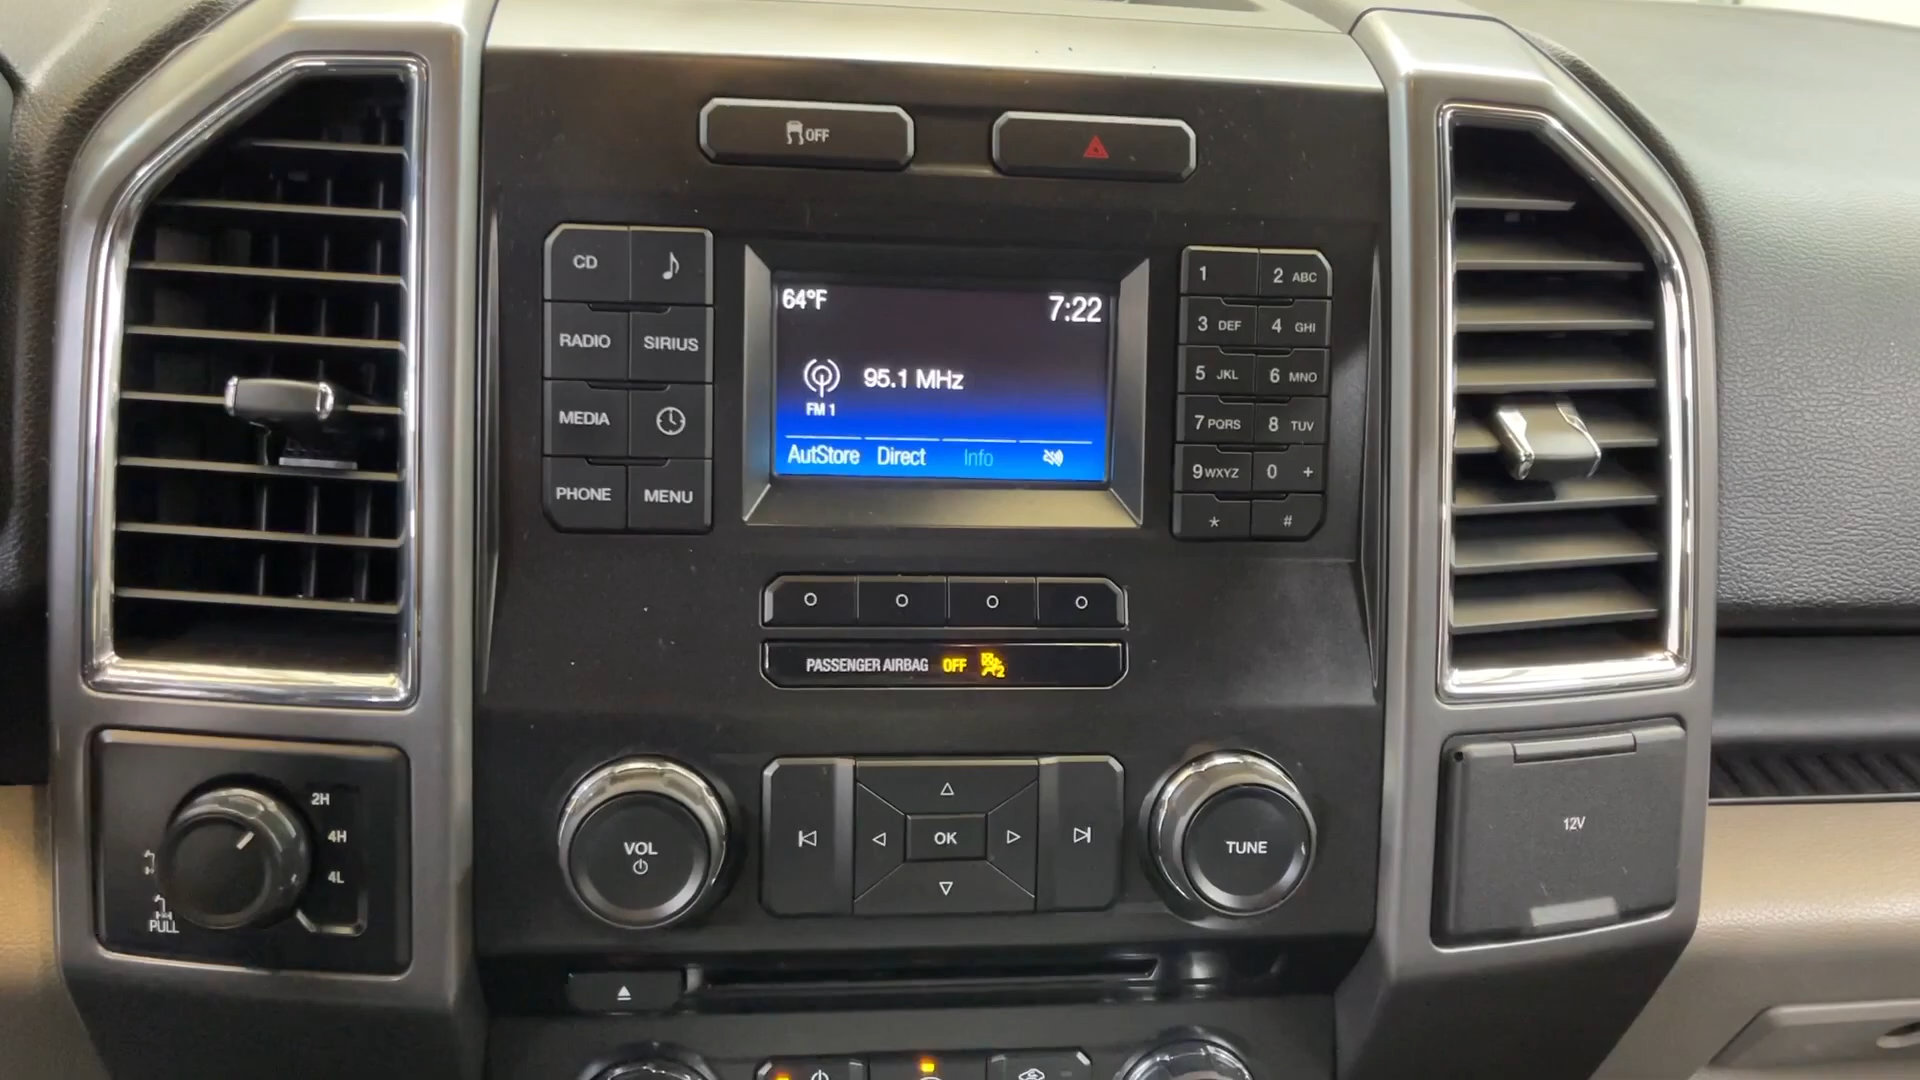 OFF
CD
RADIO SIRIUS
MEDIA
PHONE MENU
64°F 7:22
95.1 MHz
FM 1
AutStore Direct Info
1 2 ABC
3 DEF 4 GHI
5 JKL 6 MNO
7 PQRS 8 TUV
9 WXYZ 0 +
* #
PASSENGER AIRBAG OFF 2
2H
4H
4L
PULL
VOL
OK
TUNE
12V